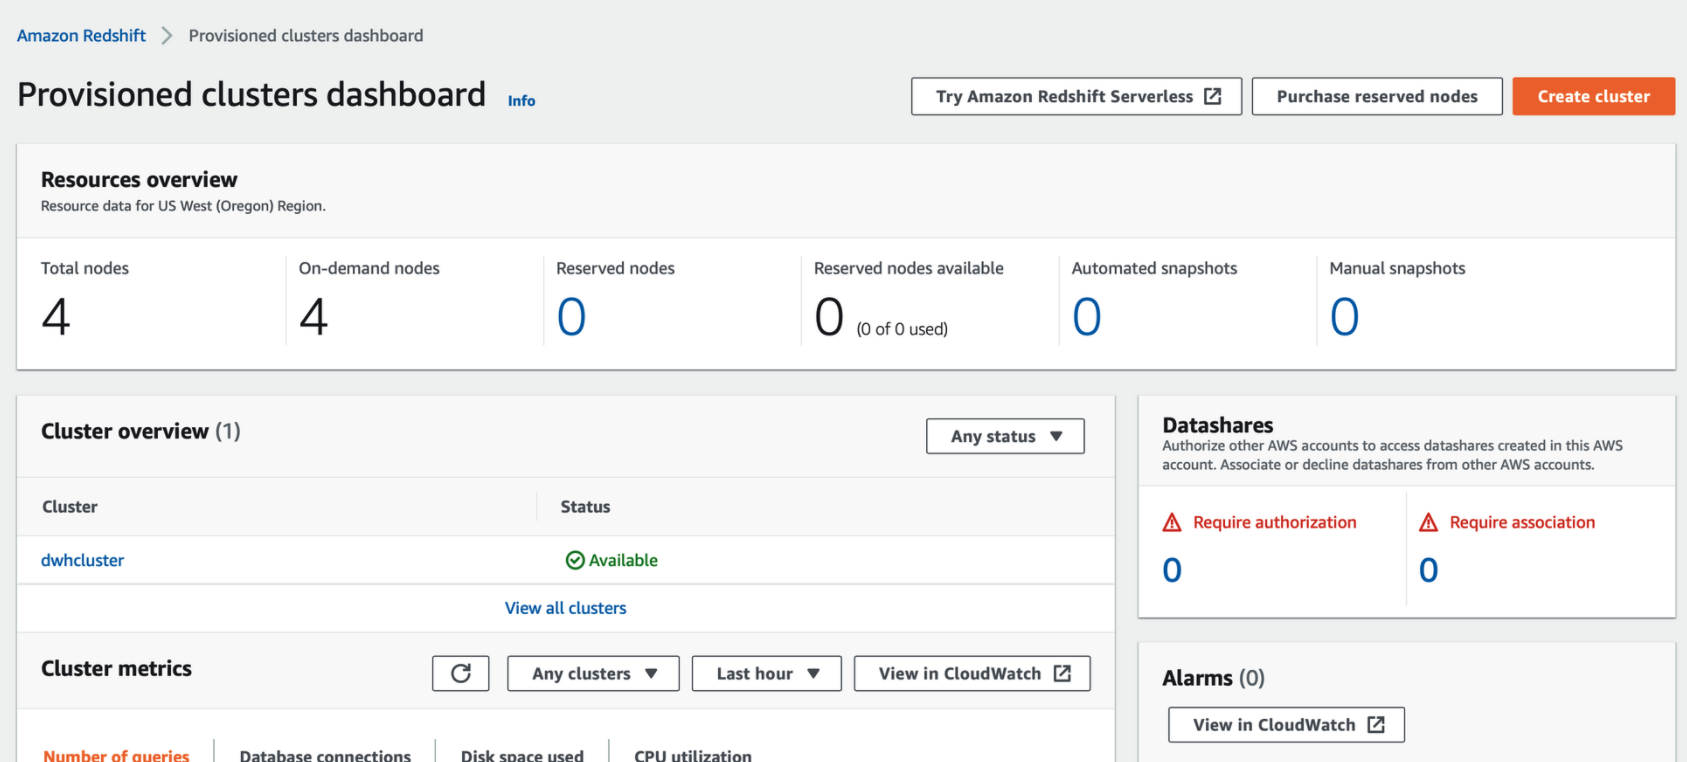 Amazon Redshift > Provisioned clusters dashboard
Provisioned clusters dashboard Info
Try Amazon Redshift Serverless Purchase reserved nodes Create cluster
Resources overview
Resource data for US West (Oregon) Region.
Total nodes On-demand nodes Reserved nodes Reserved nodes available Automated snapshots Manual snapshots
4 4 0 0 (0 of 0 used) 0 0
Cluster overview (1) Any status
Cluster Status
dwhcluster Available
View all clusters
Cluster metrics Any clusters Last hour View in CloudWatch
Number of queries Database connections Disk space used CPU utilization
Datashares
Authorize other AWS accounts to access datashares created in this AWS
account. Associate or decline datashares from other AWS accounts.
Require authorization Require association
0 0
Alarms (0)
View in CloudWatch